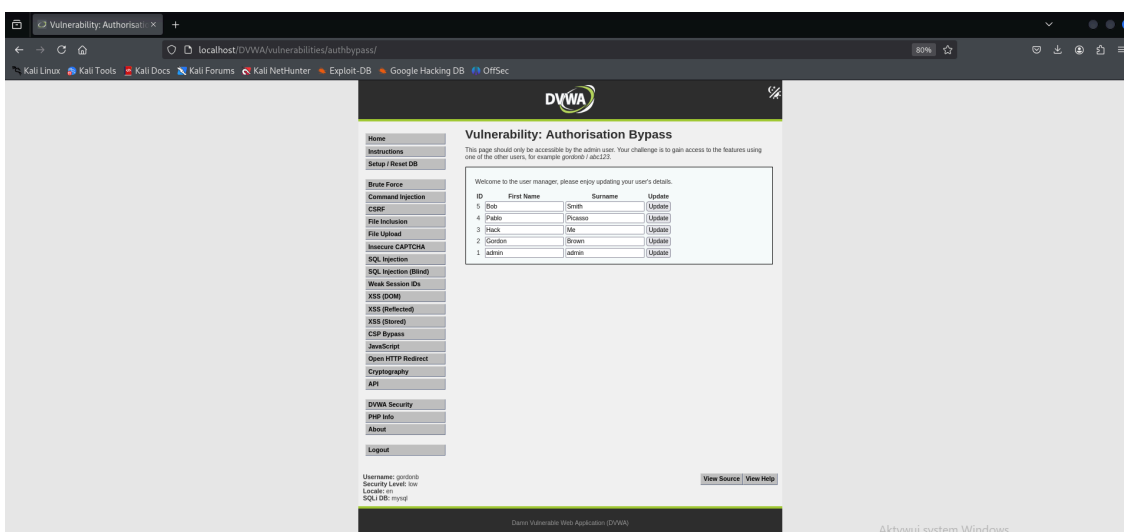 Vulnerability: Authorisatio
localhost/DVWA/vulnerabilities/authbypass/
80%
Kali Linux Kali Tools Kali Docs Kali Forums Kali NetHunter Exploit-DB Google Hacking DB OffSec
DVWA
Home
Instructions
Setup / Reset DB
Brute Force
Command Injection
CSRF
File Inclusion
File Upload
Insecure CAPTCHA
SQL Injection
SQL Injection (Blind)
Weak Session IDs
XSS (DOM)
XSS (Reflected)
XSS (Stored)
CSP Bypass
JavaScript
Open HTTP Redirect
Cryptography
API
DVWA Security
PHP Info
About
Logout
Vulnerability: Authorisation Bypass
This page should only be accessible by the admin user. Your challenge is to gain access to the features using
one of the other users, for example gordonb / abc123.
Welcome to the user manager, please enjoy updating your user's details.
ID First Name Surname Update
5 Bob Smith Update
4 Pablo Picasso Update
3 Hack Me Update
2 Gordon Brown Update
1 admin admin Update
Username: gordonb
Security Level: low
Locale: en
SQLi DB: mysql
View Source View Help
Damn Vulnerable Web Application (DVWA)
Aktywuj system Windows